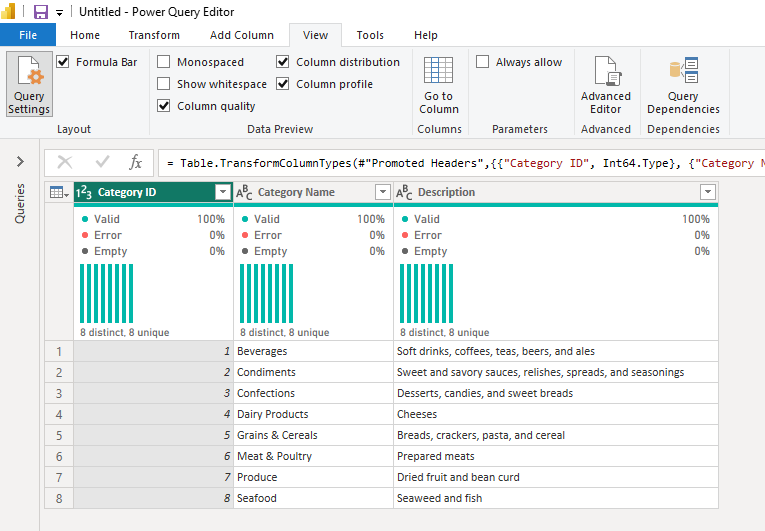 Untitled - Power Query Editor
File Home Transform Add Column View Tools Help
Query Settings
Formula Bar
Layout
Monospaced
Show whitespace
Column quality
Column distribution
Column profile
Data Preview
Go to Column
Columns
Always allow
Parameters
Advanced Editor
Advanced
Query Dependencies
Dependencies
Queries
fx = Table.TransformColumnTypes(#"Promoted Headers",{{"Category ID", Int64.Type}, {"Category N
1 2 3 Category ID A B C Category Name A B C Description
Valid 100% Valid 100% Valid 100%
Error 0% Error 0% Error 0%
Empty 0% Empty 0% Empty 0%
8 distinct, 8 unique 8 distinct, 8 unique 8 distinct, 8 unique
1 1 Beverages Soft drinks, coffees, teas, beers, and ales
2 2 Condiments Sweet and savory sauces, relishes, spreads, and seasonings
3 3 Confections Desserts, candies, and sweet breads
4 4 Dairy Products Cheeses
5 5 Grains & Cereals Breads, crackers, pasta, and cereal
6 6 Meat & Poultry Prepared meats
7 7 Produce Dried fruit and bean curd
8 8 Seafood Seaweed and fish